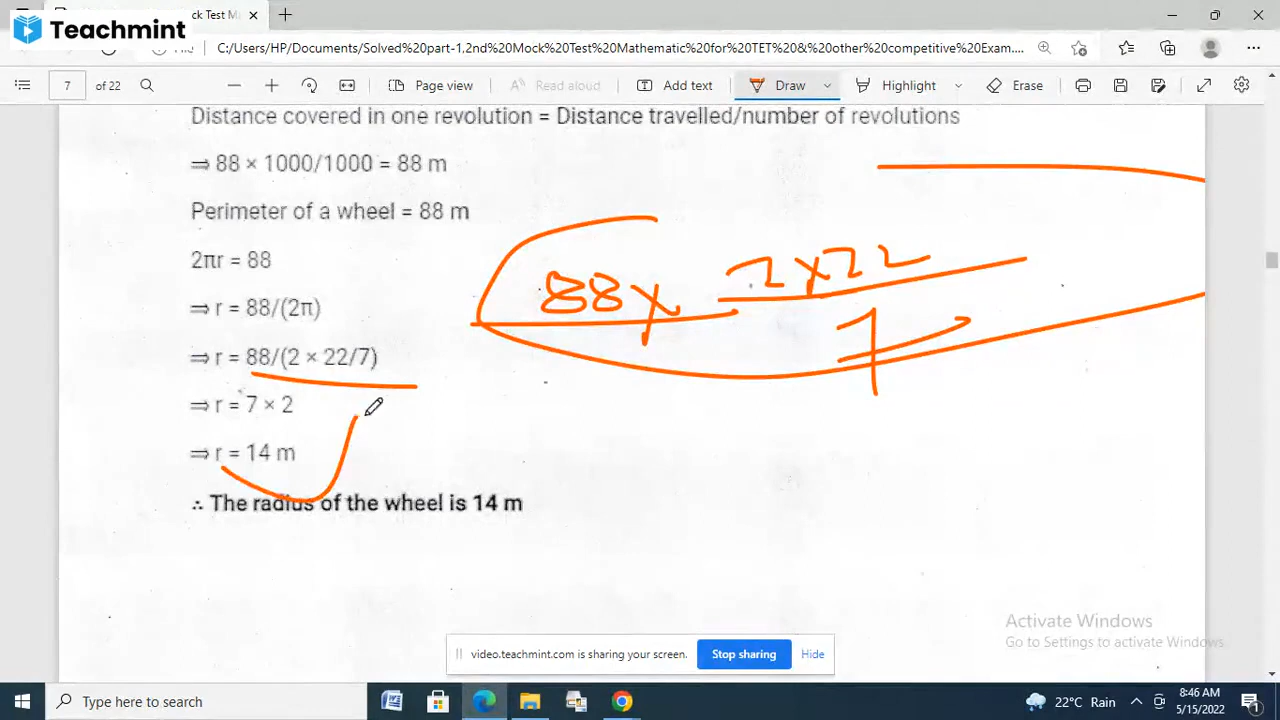 Teachmint
ck Test Ma
C:/Users/HP/Documents/Solved%20part-1,2nd%20Mock%20Test%20Mathematic%20for%20TET%20&%20other%20competitive%20Exam....
7 of 22
Page view
Read aloud
Add text
Draw
Highlight
Erase
Distance covered in one revolution = Distance travelled/number of revolutions
⇒ 88 × 1000/1000 = 88 m
Perimeter of a wheel = 88 m
2πr = 88
⇒ r = 88/(2π)
⇒ r = 88/(2 × 22/7)
⇒ r = 7 × 2
⇒ r = 14 m
∴ The radius of the wheel is 14 m
88 × 2×22
7
Activate Windows
Go to Settings to activate Windows
video.teachmint.com is sharing your screen. Stop sharing Hide
Type here to search
22°C Rain
8:46 AM
5/15/2022
1